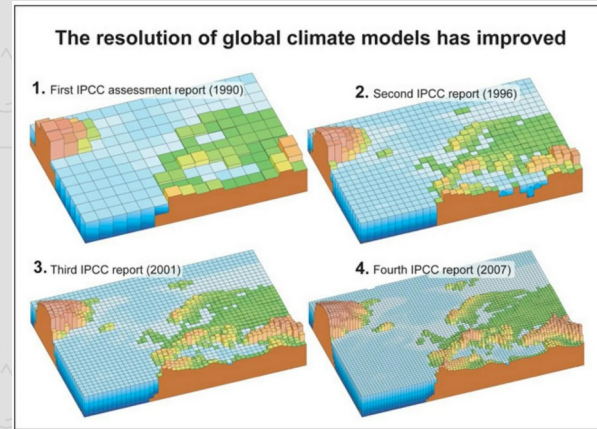 The resolution of global climate models has improved
1. First IPCC assessment report (1990)
2. Second IPCC report (1996)
3. Third IPCC report (2001)
4. Fourth IPCC report (2007)